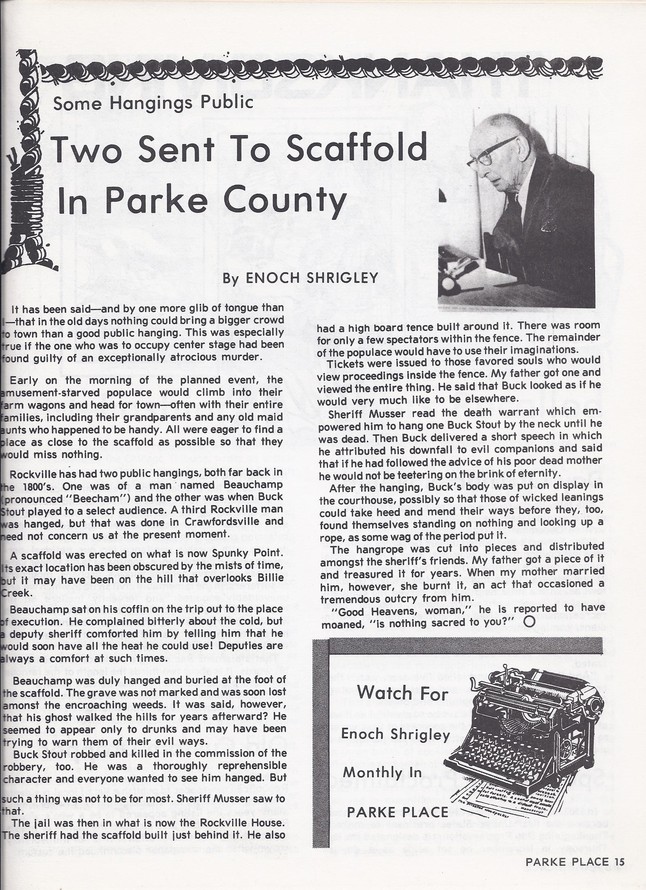 Some Hangings Public
Two Sent To Scaffold
In Parke County
By ENOCH SHRIGLEY
It has been said—and by one more glib of tongue than
I—that in the old days nothing could bring a bigger crowd
to town than a good public hanging. This was especially
true if the one who was to occupy center stage had been
found guilty of an exceptionally atrocious murder.
Early on the morning of the planned event, the
amusement-starved populace would climb into their
farm wagons and head for town—often with their entire
families, including their grandparents and any old maid
aunts who happened to be handy. All were eager to find a
place as close to the scaffold as possible so that they
would miss nothing.
Rockville has had two public hangings, both far back in
the 1800's. One was of a man named Beauchamp
(pronounced "Beecham") and the other was when Buck
Stout played to a select audience. A third Rockville man
was hanged, but that was done in Crawfordsville and
need not concern us at the present moment.
A scaffold was erected on what is now Spunky Point.
Its exact location has been obscured by the mists of time,
but it may have been on the hill that overlooks Billie
Creek.
Beauchamp sat on his coffin on the trip out to the place
of execution. He complained bitterly about the cold, but
a deputy sheriff comforted him by telling him that he
would soon have all the heat he could use! Deputies are
always a comfort at such times.
Beauchamp was duly hanged and buried at the foot of
the scaffold. The grave was not marked and was soon lost
amonst the encroaching weeds. It was said, however,
that his ghost walked the hills for years afterward? He
seemed to appear only to drunks and may have been
trying to warn them of their evil ways.
Buck Stout robbed and killed in the commission of the
robbery, too. He was a thoroughly reprehensible
character and everyone wanted to see him hanged. But
such a thing was not to be for most. Sheriff Musser saw to
that.
The jail was then in what is now the Rockville House.
The sheriff had the scaffold built just behind it. He also
had a high board fence built around it. There was room
for only a few spectators within the fence. The remainder
of the populace would have to use their imaginations.
Tickets were issued to those favored souls who would
view proceedings inside the fence. My father got one and
viewed the entire thing. He said that Buck looked as if he
would very much like to be elsewhere.
Sheriff Musser read the death warrant which em-
powered him to hang one Buck Stout by the neck until he
was dead. Then Buck delivered a short speech in which
he attributed his downfall to evil companions and said
that if he had followed the advice of his poor dead mother
he would not be teetering on the brink of eternity.
After the hanging, Buck's body was put on display in
the courthouse, possibly so that those of wicked leanings
could take heed and mend their ways before they, too,
found themselves standing on nothing and looking up a
rope, as some wag of the period put it.
The hangrope was cut into pieces and distributed
amongst the sheriff's friends. My father got a piece of it
and treasured it for years. When my mother married
him, however, she burnt it, an act that occasioned a
tremendous outcry from him.
"Good Heavens, woman," he is reported to have
moaned, "is nothing sacred to you?"
Watch For
Enoch Shrigley
Monthly In
PARKE PLACE
PARKE PLACE 15